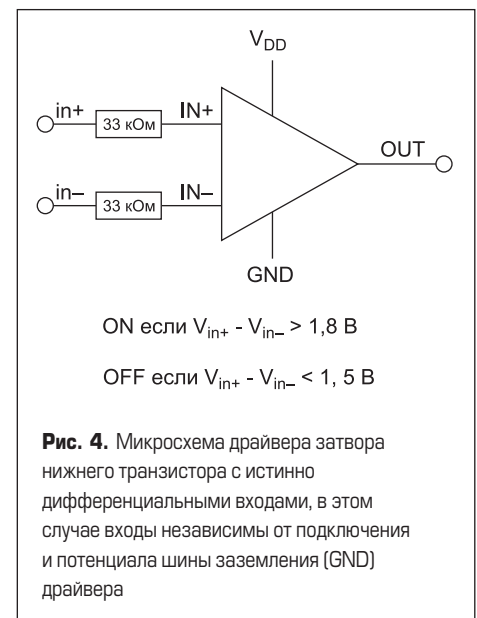 V_DD
in+ 33 кОм IN+
OUT
in– 33 кОм IN–
GND
ON если V_in+ - V_in– > 1,8 В
OFF если V_in+ - V_in– < 1, 5 В
Рис. 4. Микросхема драйвера затвора
нижнего транзистора с истинно
дифференциальными входами, в этом
случае входы независимы от подключения
и потенциала шины заземления (GND)
драйвера